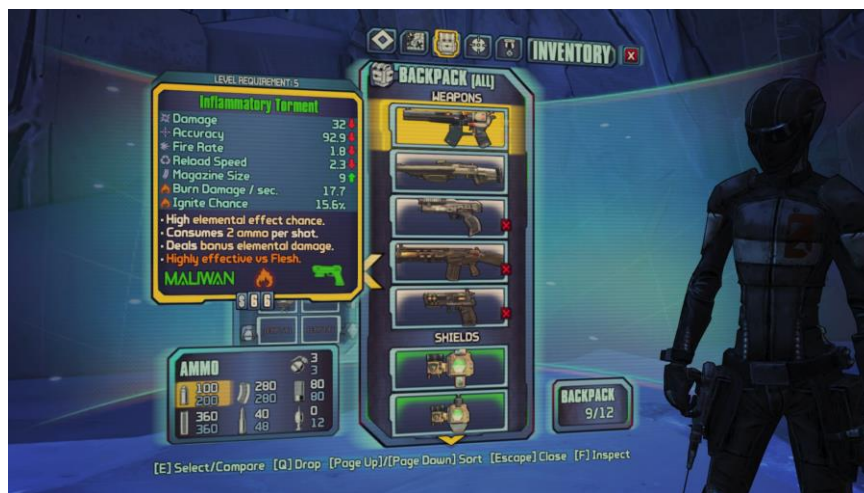 INVENTORY
LEVEL REQUIREMENT: 5
Inflammatory Torment
Damage 32
Accuracy 92.9
Fire Rate 1.8
Reload Speed 2.3
Magazine Size 9
Burn Damage / sec. 17.7
Ignite Chance 15.6%
• High elemental effect chance.
• Consumes 2 ammo per shot.
• Deals bonus elemental damage.
• Highly effective vs Flesh.
MALIWAN
$ 6 6
BACKPACK [ALL]
WEAPONS
SHIELDS
AMMO
3
3
100 280 80
200 280 80
360 40 0
360 48 12
BACKPACK
9/12
[E] Select/Compare [Q] Drop [Page Up]/[Page Down] Sort [Escape] Close [F] Inspect